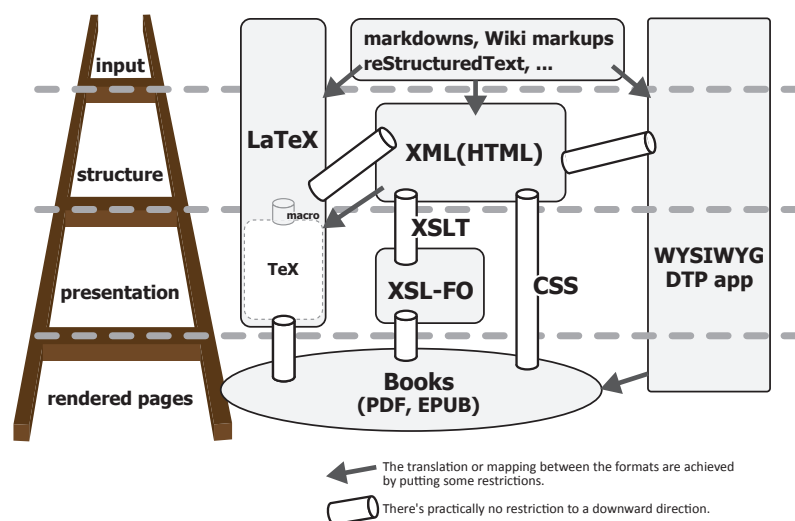 input
structure
presentation
rendered pages
markdowns, Wiki markups
reStructuredText, ...
LaTeX
macro
TeX
XML(HTML)
XSLT
XSL-FO
CSS
WYSIWYG
DTP app
Books
(PDF, EPUB)
The translation or mapping between the formats are achieved
by putting some restrictions.
There's practically no restriction to a downward direction.